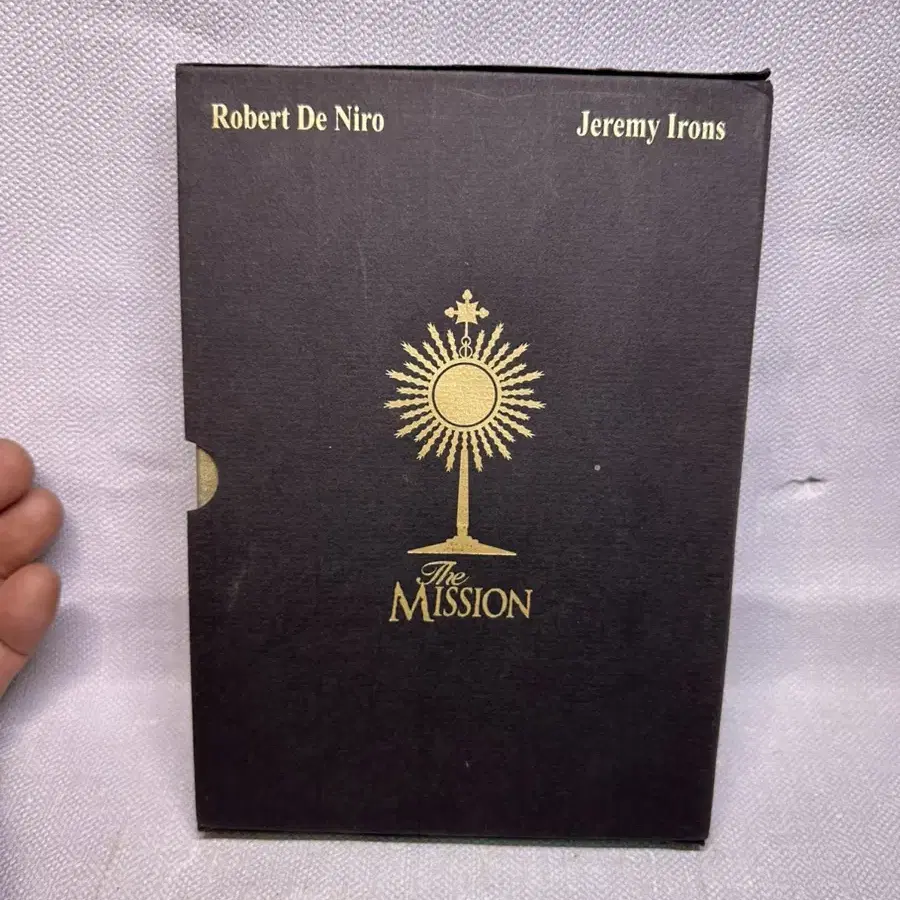 Robert De Niro
Jeremy Irons
The
MISSION